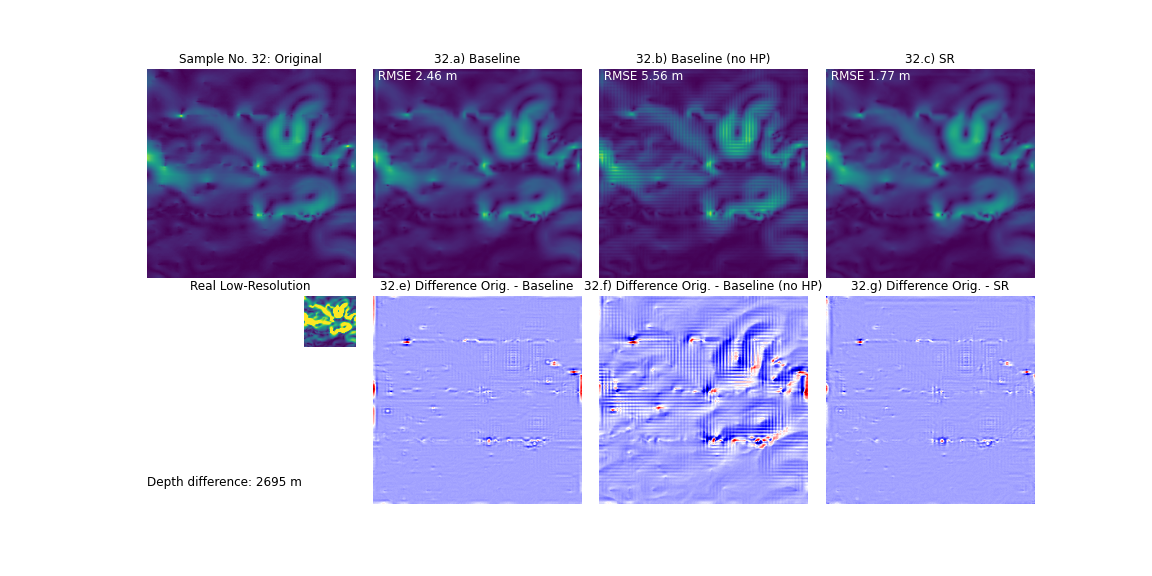 Sample No. 32: Original
32.a) Baseline
32.b) Baseline (no HP)
32.c) SR
RMSE 2.46 m
RMSE 5.56 m
RMSE 1.77 m
Real Low-Resolution
32.e) Difference Orig. - Baseline
32.f) Difference Orig. - Baseline (no HP)
32.g) Difference Orig. - SR
Depth difference: 2695 m